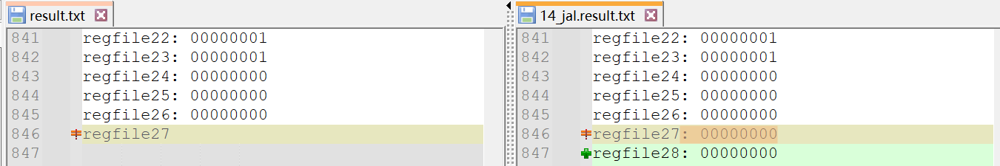 result.txt
841 regfile22: 00000001
842 regfile23: 00000001
843 regfile24: 00000000
844 regfile25: 00000000
845 regfile26: 00000000
846 regfile27
847
14_jal.result.txt
841 regfile22: 00000001
842 regfile23: 00000001
843 regfile24: 00000000
844 regfile25: 00000000
845 regfile26: 00000000
846 regfile27: 00000000
847 regfile28: 00000000